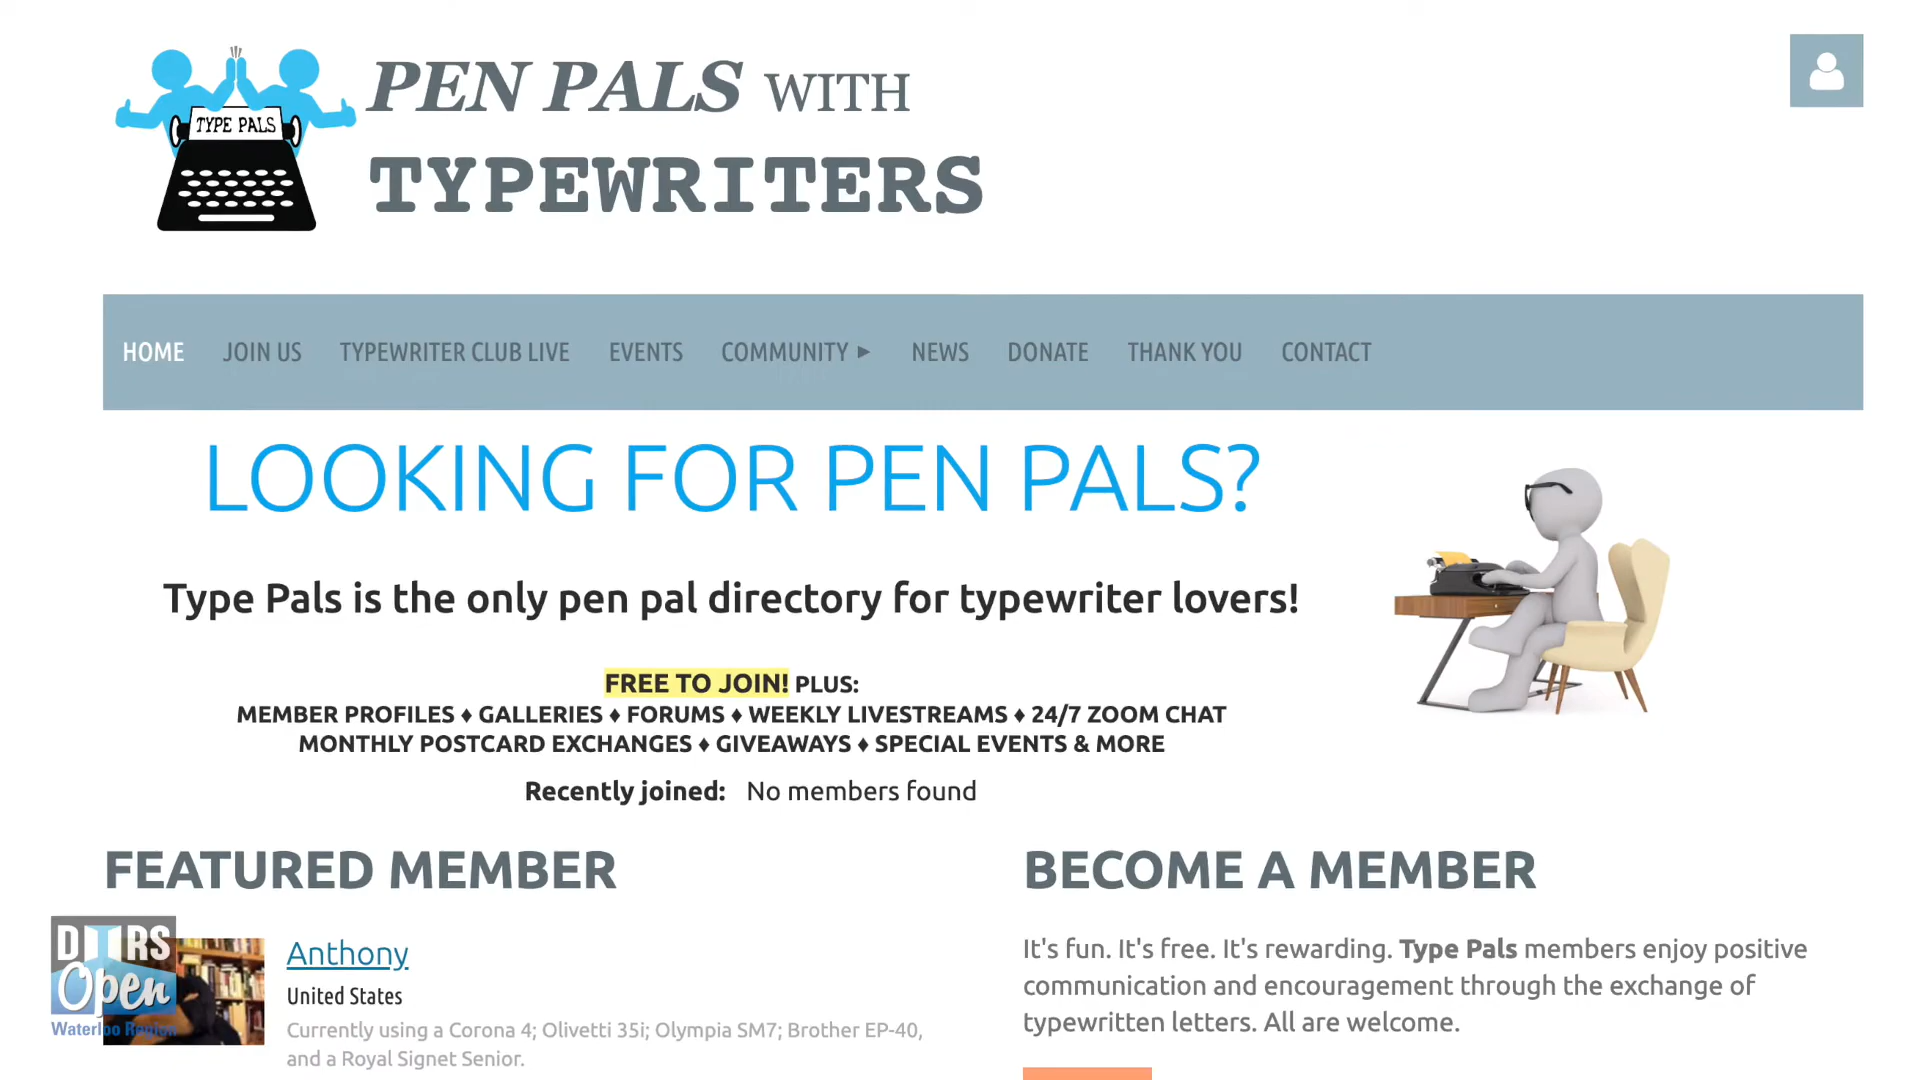 TYPE PALS
PEN PALS WITH
TYPEWRITERS
HOME JOIN US TYPEWRITER CLUB LIVE EVENTS COMMUNITY ► NEWS DONATE THANK YOU CONTACT
LOOKING FOR PEN PALS?
Type Pals is the only pen pal directory for typewriter lovers!
FREE TO JOIN! PLUS:
MEMBER PROFILES ♦ GALLERIES ♦ FORUMS ♦ WEEKLY LIVESTREAMS ♦ 24/7 ZOOM CHAT
MONTHLY POSTCARD EXCHANGES ♦ GIVEAWAYS ♦ SPECIAL EVENTS & MORE
Recently joined: No members found
FEATURED MEMBER
Anthony
United States
Currently using a Corona 4; Olivetti 35i; Olympia SM7; Brother EP-40,
and a Royal Signet Senior.
DOORS
Open
Waterloo Region
BECOME A MEMBER
It's fun. It's free. It's rewarding. Type Pals members enjoy positive
communication and encouragement through the exchange of
typewritten letters. All are welcome.